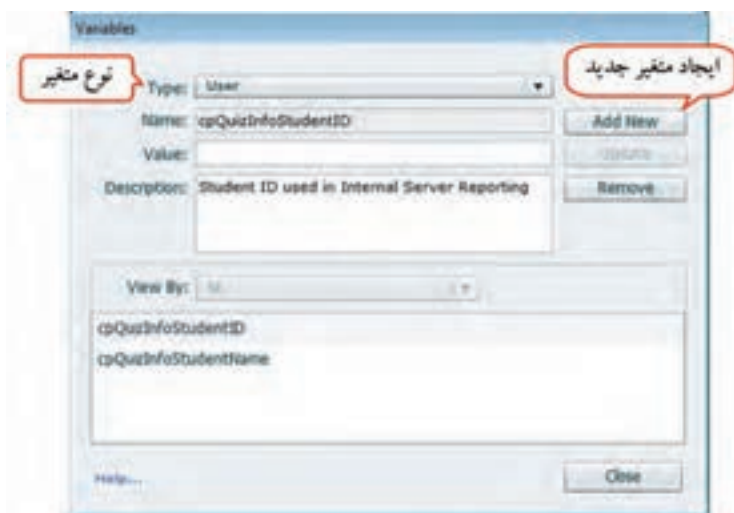 Variables
نوع متغیر
ایجاد متغیر جدید
Type: User
Name: cpQuizInfoStudentID
Add New
Value:
Update
Description: Student ID used in Internal Server Reporting
Remove
View By:
cpQuizInfoStudentID
cpQuizInfoStudentName
Help...
Close